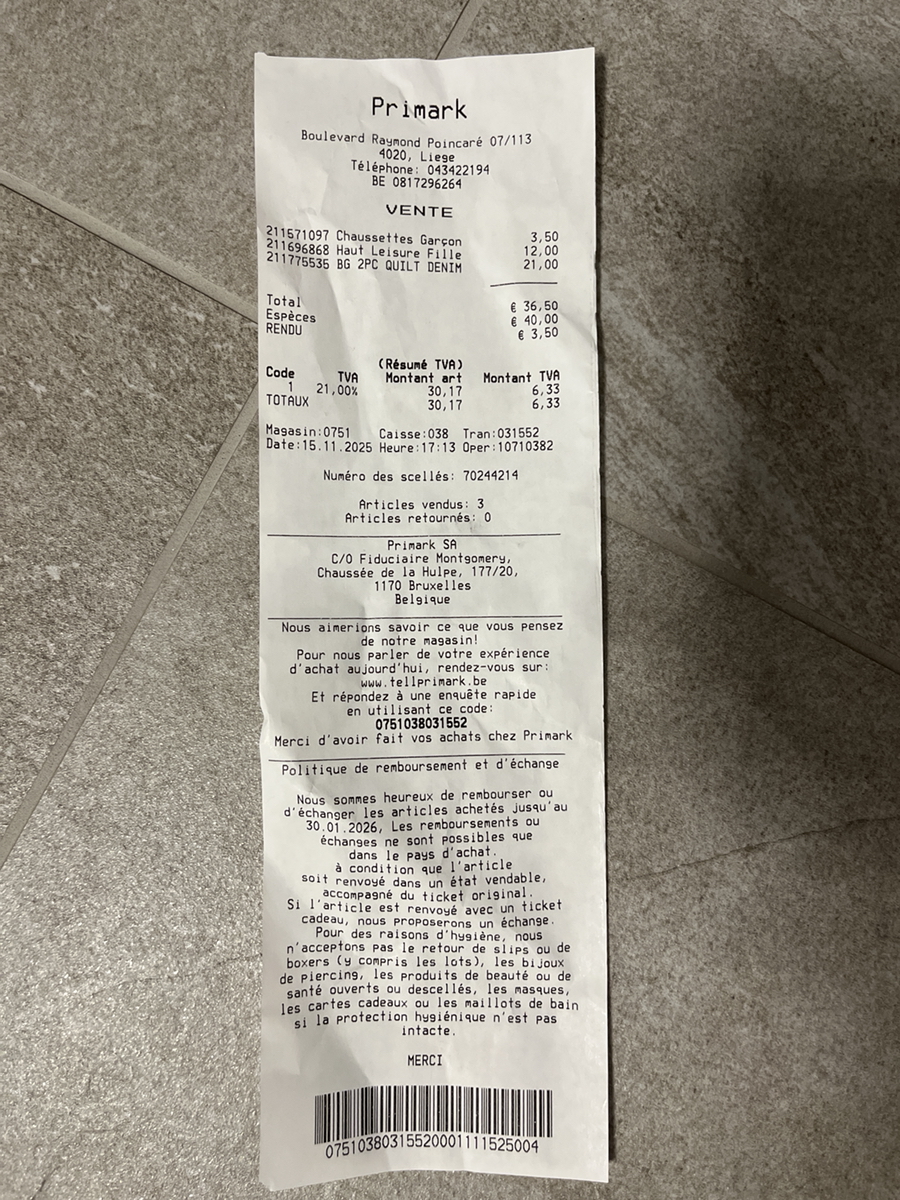 Primark
Boulevard Raymond Poincaré 07/113
4020, Liege
Téléphone: 043422194
BE 0817296264
VENTE
211571097 Chaussettes Garçon 3,50
211696868 Haut Leisure Fille 12,00
211775535 BG 2PC QUILT DENIM 21,00
Total € 36,50
Espèces € 40,00
RENDU € 3,50
(Résumé TVA)
Code TVA Montant art Montant TVA
1 21,00% 30,17 6,33
TOTAUX 30,17 6,33
Magasin:0751 Caisse:038 Tran:031552
Date:15.11.2025 Heure:17:13 Oper:10710382
Numéro des scellés: 70244214
Articles vendus: 3
Articles retournés: 0
Primark SA
C/O Fiduciaire Montgomery,
Chaussée de la Hulpe, 177/20,
1170 Bruxelles
Belgique
Nous aimerions savoir ce que vous pensez
de notre magasin!
Pour nous parler de votre expérience
d'achat aujourd'hui, rendez-vous sur:
www.tellprimark.be
Et répondez à une enquête rapide
en utilisant ce code:
0751038031552
Merci d'avoir fait vos achats chez Primark
Politique de remboursement et d'échange
Nous sommes heureux de rembourser ou
d'échanger les articles achetés jusqu'au
30.01.2026, Les remboursements ou
échanges ne sont possibles que
dans le pays d'achat.
à condition que l'article
soit renvoyé dans un état vendable,
accompagné du ticket original.
Si l'article est renvoyé avec un ticket
cadeau, nous proposerons un échange.
Pour des raisons d'hygiène, nous
n'acceptons pas le retour de slips ou de
boxers (y compris les lots), les bijoux
de piercing, les produits de beauté ou de
santé ouverts ou descellés, les masques,
les cartes cadeaux ou les maillots de bain
si la protection hygiénique n'est pas
intacte.
MERCI
07510380315520001111525004